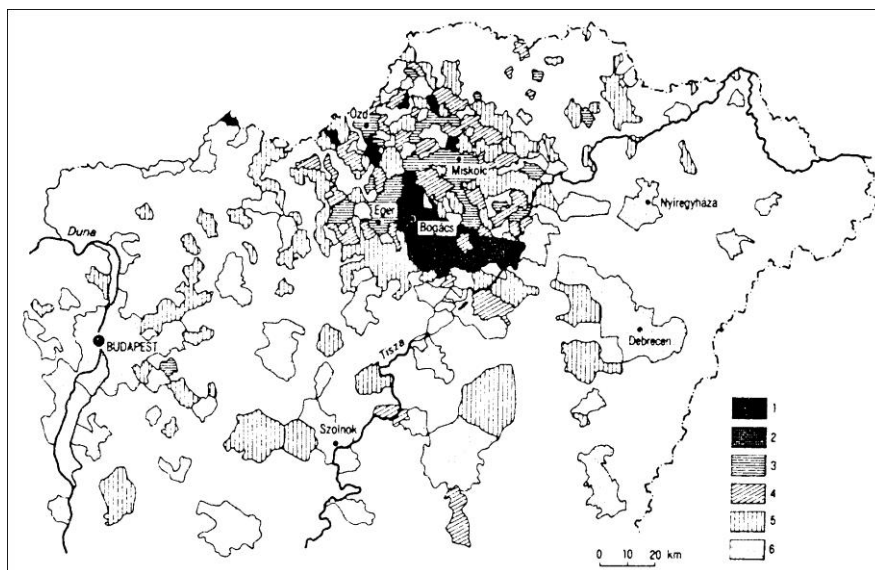 Ózd
Miskolc
Eger
Bogács
Nyíregyháza
Duna
BUDAPEST
Tisza
Debrecen
Szolnok
1
2
3
4
5
6
0 10 20 km